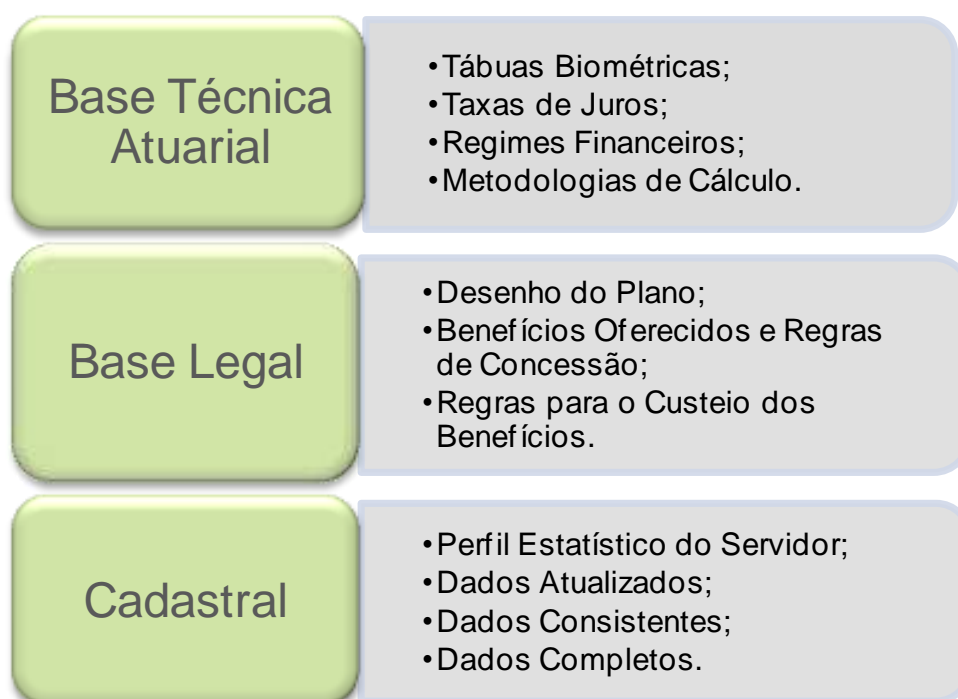 Base Técnica
Atuarial
•Tábuas Biométricas;
•Taxas de Juros;
•Regimes Financeiros;
•Metodologias de Cálculo.
Base Legal
•Desenho do Plano;
•Benefícios Oferecidos e Regras
de Concessão;
•Regras para o Custeio dos
Benefícios.
Cadastral
•Perfil Estatístico do Servidor;
•Dados Atualizados;
•Dados Consistentes;
•Dados Completos.